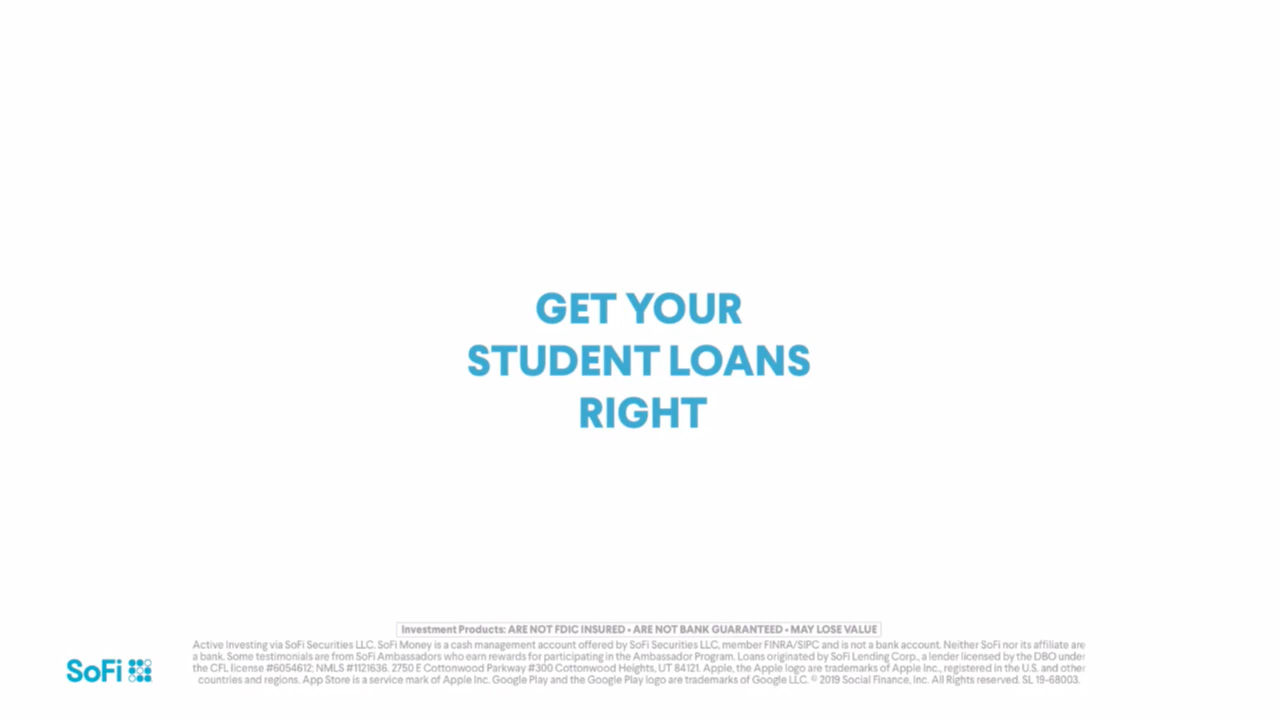 GET YOUR
STUDENT LOANS
RIGHT
Investment Products: ARE NOT FDIC INSURED • ARE NOT BANK GUARANTEED • MAY LOSE VALUE
Active Investing via SoFi Securities LLC. SoFi Money is a cash management account offered by SoFi Securities LLC, member FINRA/SIPC and is not a bank account. Neither SoFi nor its affiliate are
a bank. Some testimonials are from SoFi Ambassadors who earn rewards for participating in the Ambassador Program. Loans originated by SoFi Lending Corp., a lender licensed by the DBO under
the CFL license #6054612, NMLS #1121636. 2750 E Cottonwood Parkway #300 Cottonwood Heights, UT 84121. Apple, the Apple logo are trademarks of Apple Inc., registered in the U.S. and other
countries and regions. App Store is a service mark of Apple Inc. Google Play and the Google Play logo are trademarks of Google LLC. © 2019 Social Finance, Inc. All Rights reserved. SL 19-68003.
SoFi